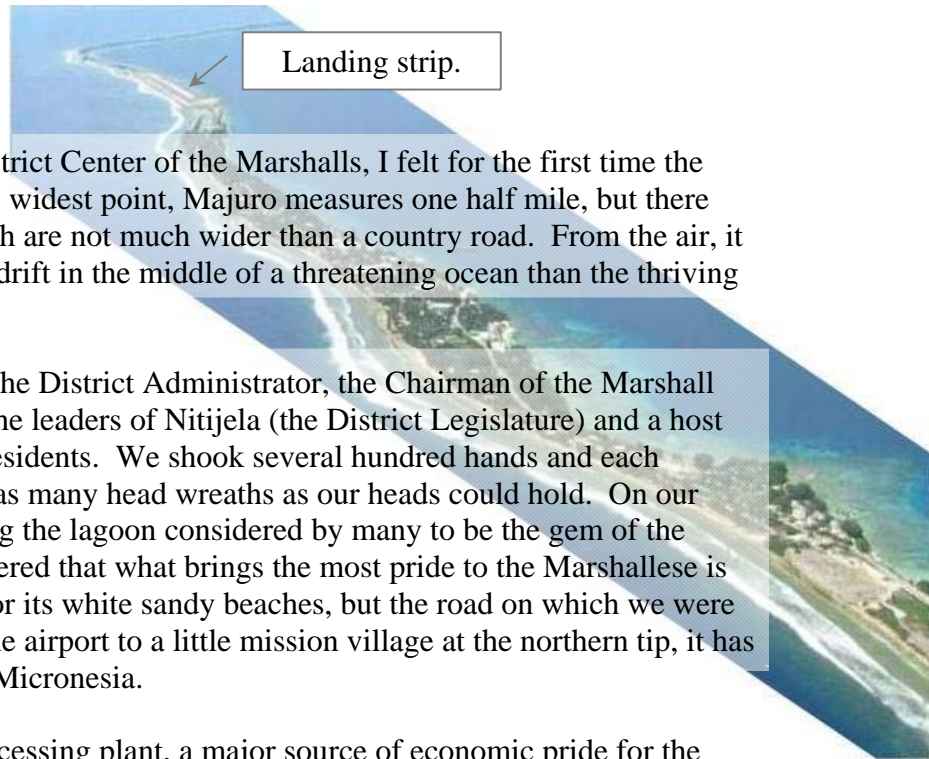 Landing strip.
trict Center of the Marshalls, I felt for the first time the
widest point, Majuro measures one half mile, but there
h are not much wider than a country road. From the air, it
drift in the middle of a threatening ocean than the thriving
he District Administrator, the Chairman of the Marshall
he leaders of Nitijela (the District Legislature) and a host
esidents. We shook several hundred hands and each
as many head wreaths as our heads could hold. On our
g the lagoon considered by many to be the gem of the
ered that what brings the most pride to the Marshallese is
or its white sandy beaches, but the road on which we were
he airport to a little mission village at the northern tip, it has
Micronesia.
cessing plant, a major source of economic pride for the